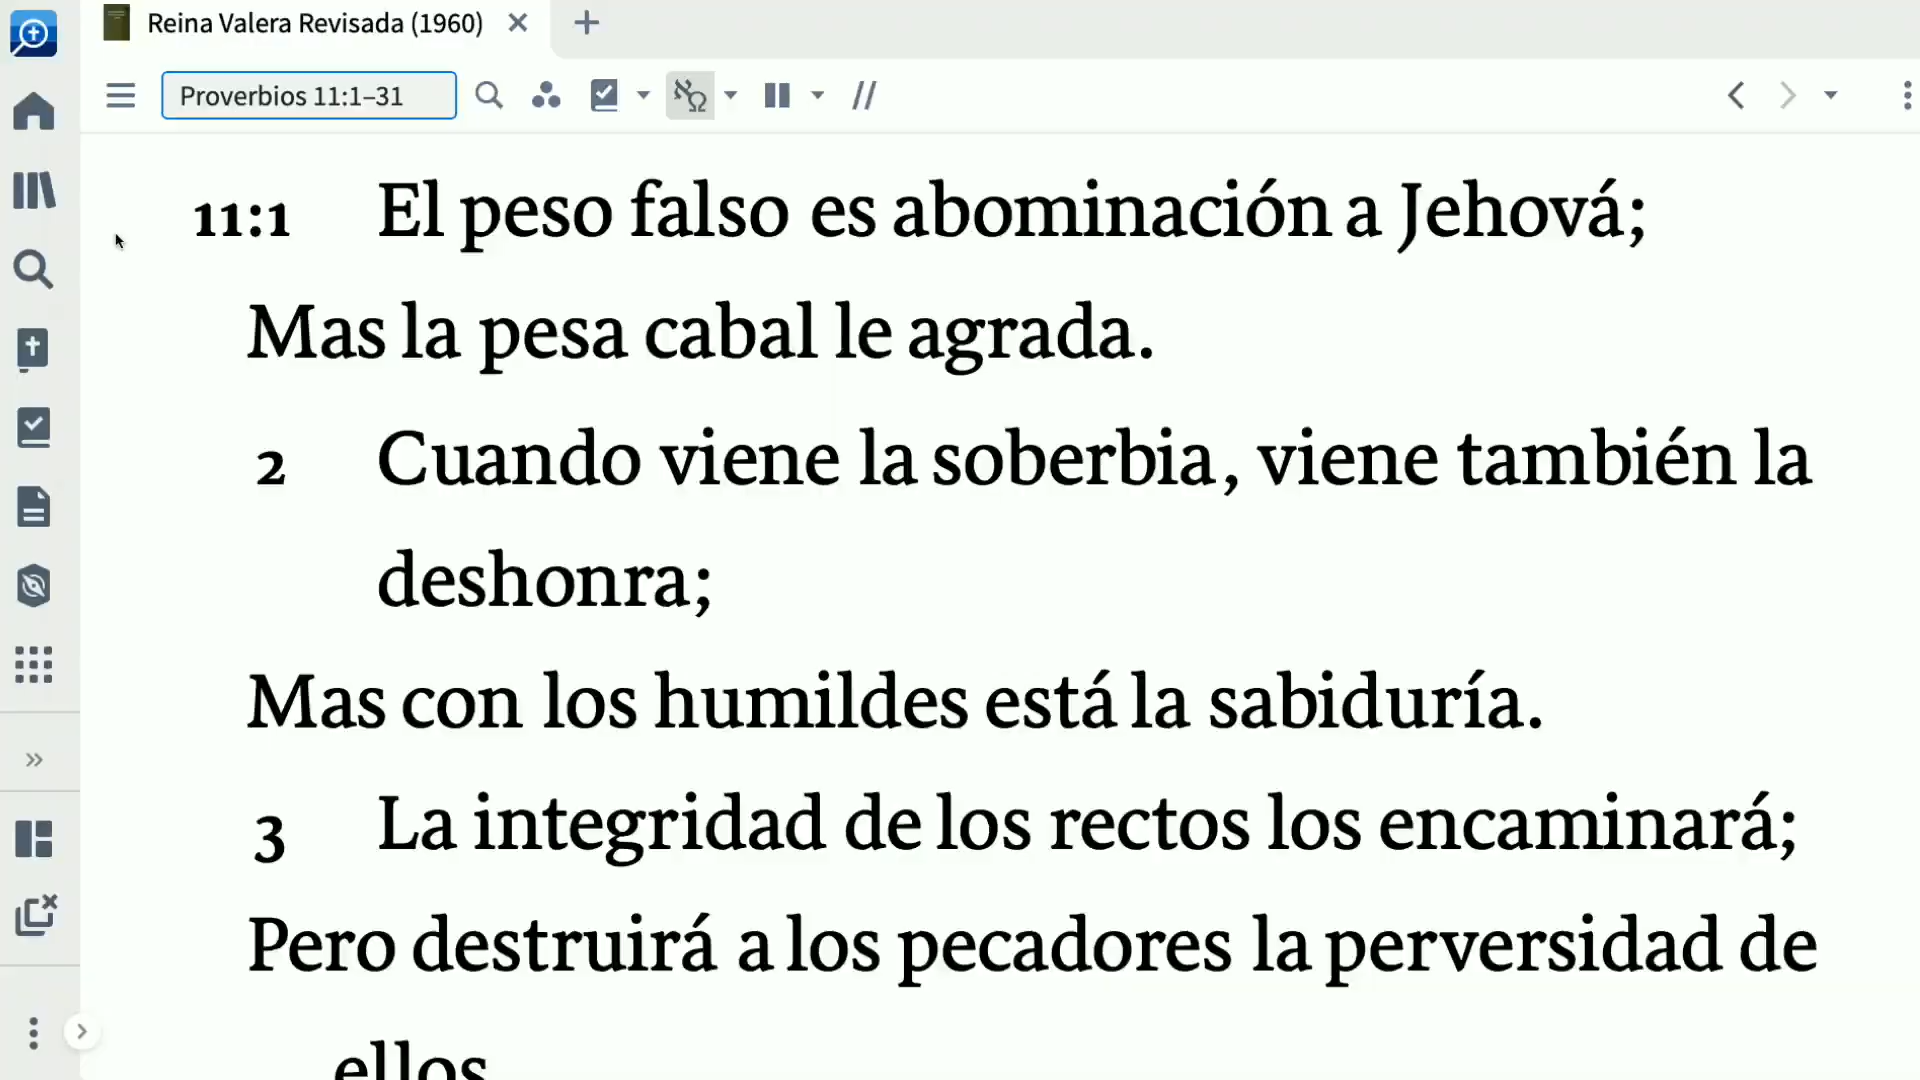 Reina Valera Revisada (1960)
Proverbios 11:1–31
11:1 El peso falso es abominación a Jehová;
Mas la pesa cabal le agrada.
2 Cuando viene la soberbia, viene también la
deshonra;
Mas con los humildes está la sabiduría.
3 La integridad de los rectos los encaminará;
Pero destruirá a los pecadores la perversidad de
ellos